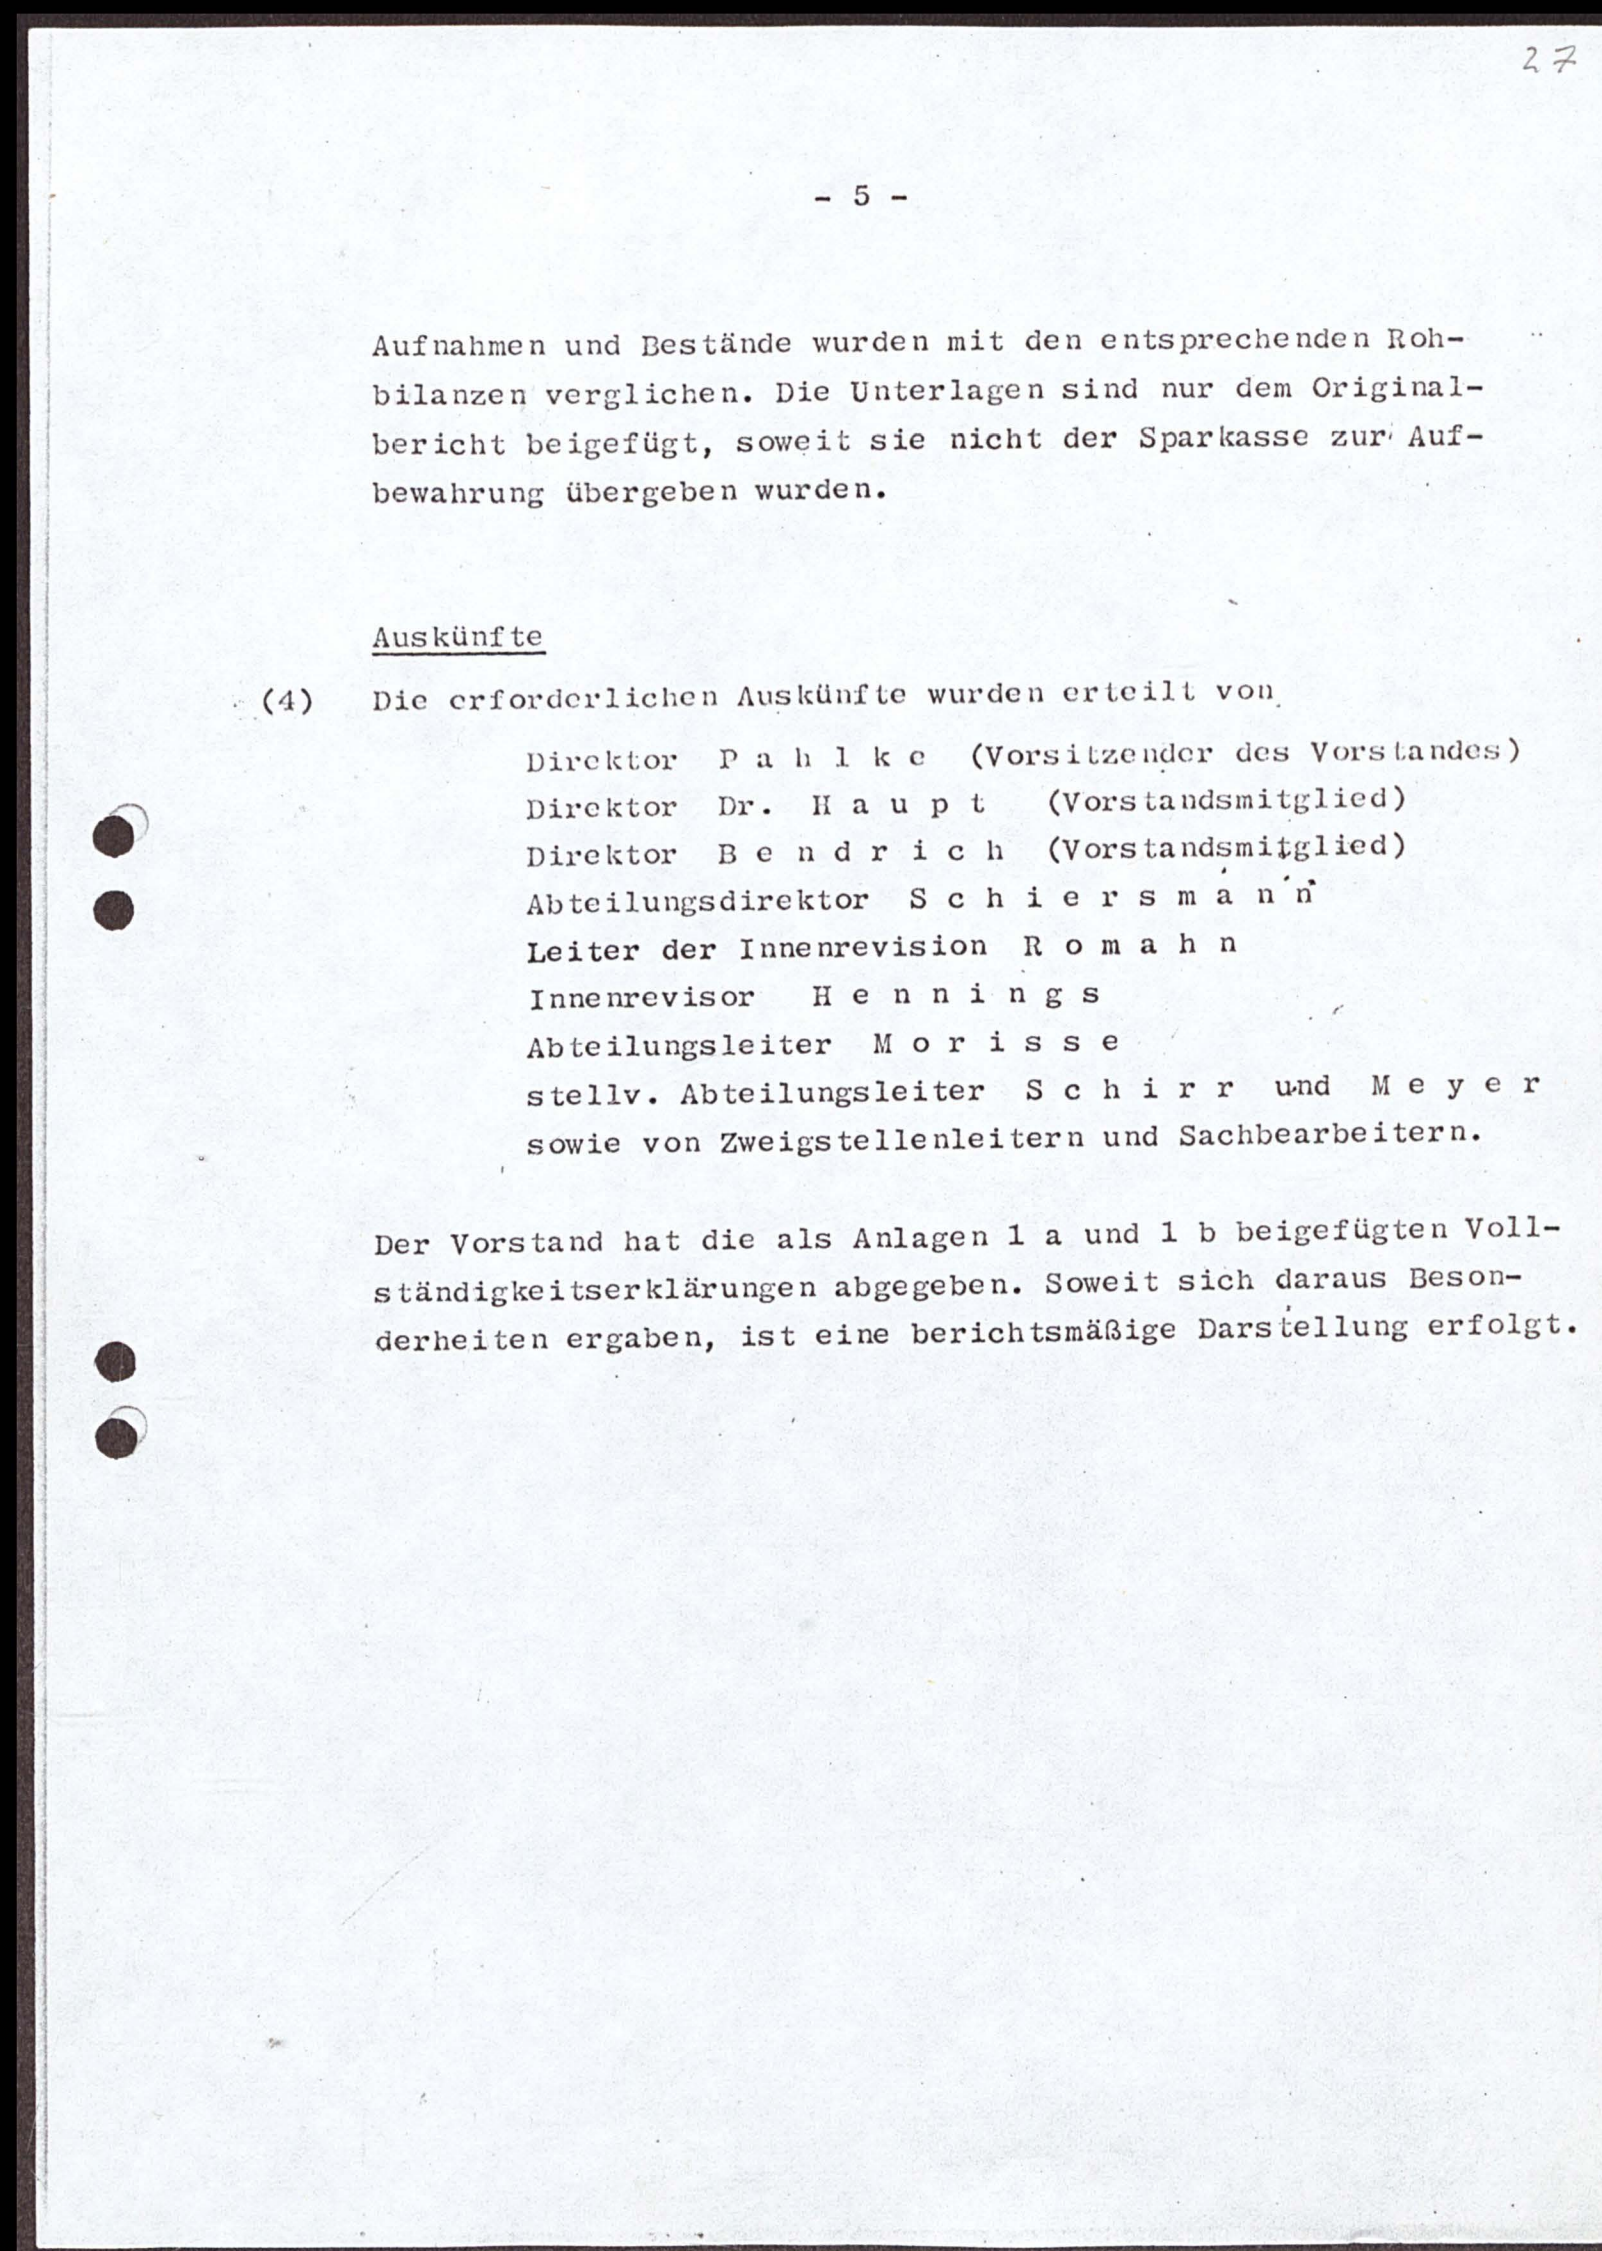 27
- 5 -
Aufnahmen und Bestände wurden mit den entsprechenden Roh-
bilanzen verglichen. Die Unterlagen sind nur dem Original-
bericht beigefügt, soweit sie nicht der Sparkasse zur Auf-
bewahrung übergeben wurden.
Auskünfte
(4) Die erforderlichen Auskünfte wurden erteilt von
Direktor P a h l k e (Vorsitzender des Vorstandes)
Direktor Dr. H a u p t (Vorstandsmitglied)
Direktor B e n d r i c h (Vorstandsmitglied)
Abteilungsdirektor S c h i e r s m a n n
Leiter der Innenrevision R o m a h n
Innenrevisor H e n n i n g s
Abteilungsleiter M o r i s s e
stellv. Abteilungsleiter S c h i r r und M e y e r
sowie von Zweigstellenleitern und Sachbearbeitern.
Der Vorstand hat die als Anlagen 1 a und 1 b beigefügten Voll-
ständigkeitserklärungen abgegeben. Soweit sich daraus Beson-
derheiten ergaben, ist eine berichtsmäßige Darstellung erfolgt.